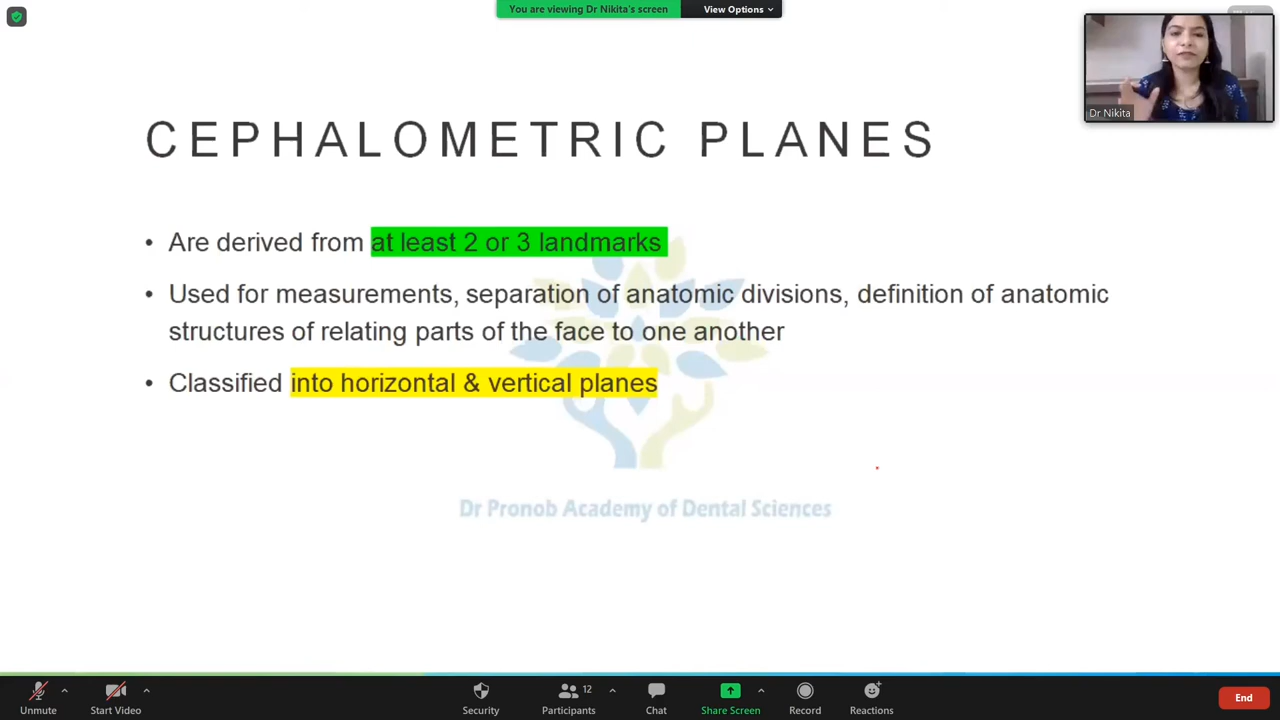 You are viewing Dr Nikita's screen
View Options
Dr Nikita
CEPHALOMETRIC PLANES
• Are derived from at least 2 or 3 landmarks
• Used for measurements, separation of anatomic divisions, definition of anatomic
structures of relating parts of the face to one another
• Classified into horizontal & vertical planes
Dr Pronob Academy of Dental Sciences
Unmute
Start Video
Security
Participants
12
Chat
Share Screen
Record
Reactions
End